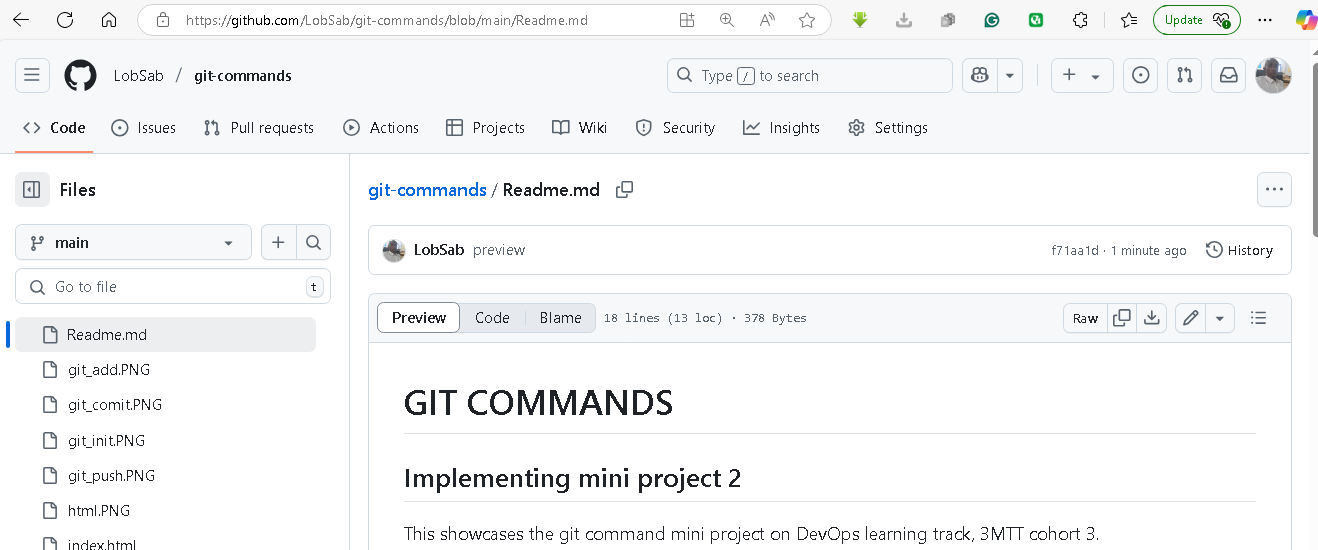 https://github.com/LobSab/git-commands/blob/main/Readme.md
Update
LobSab / git-commands
Type / to search
Code
Issues
Pull requests
Actions
Projects
Wiki
Security
Insights
Settings
Files
main
Go to file
t
Readme.md
git_add.PNG
git_comit.PNG
git_init.PNG
git_push.PNG
html.PNG
index.html
git-commands / Readme.md
LobSab preview
f71aa1d · 1 minute ago
History
Preview
Code
Blame
18 lines (13 loc) · 378 Bytes
Raw
GIT COMMANDS
Implementing mini project 2
This showcases the git command mini project on DevOps learning track, 3MTT cohort 3.